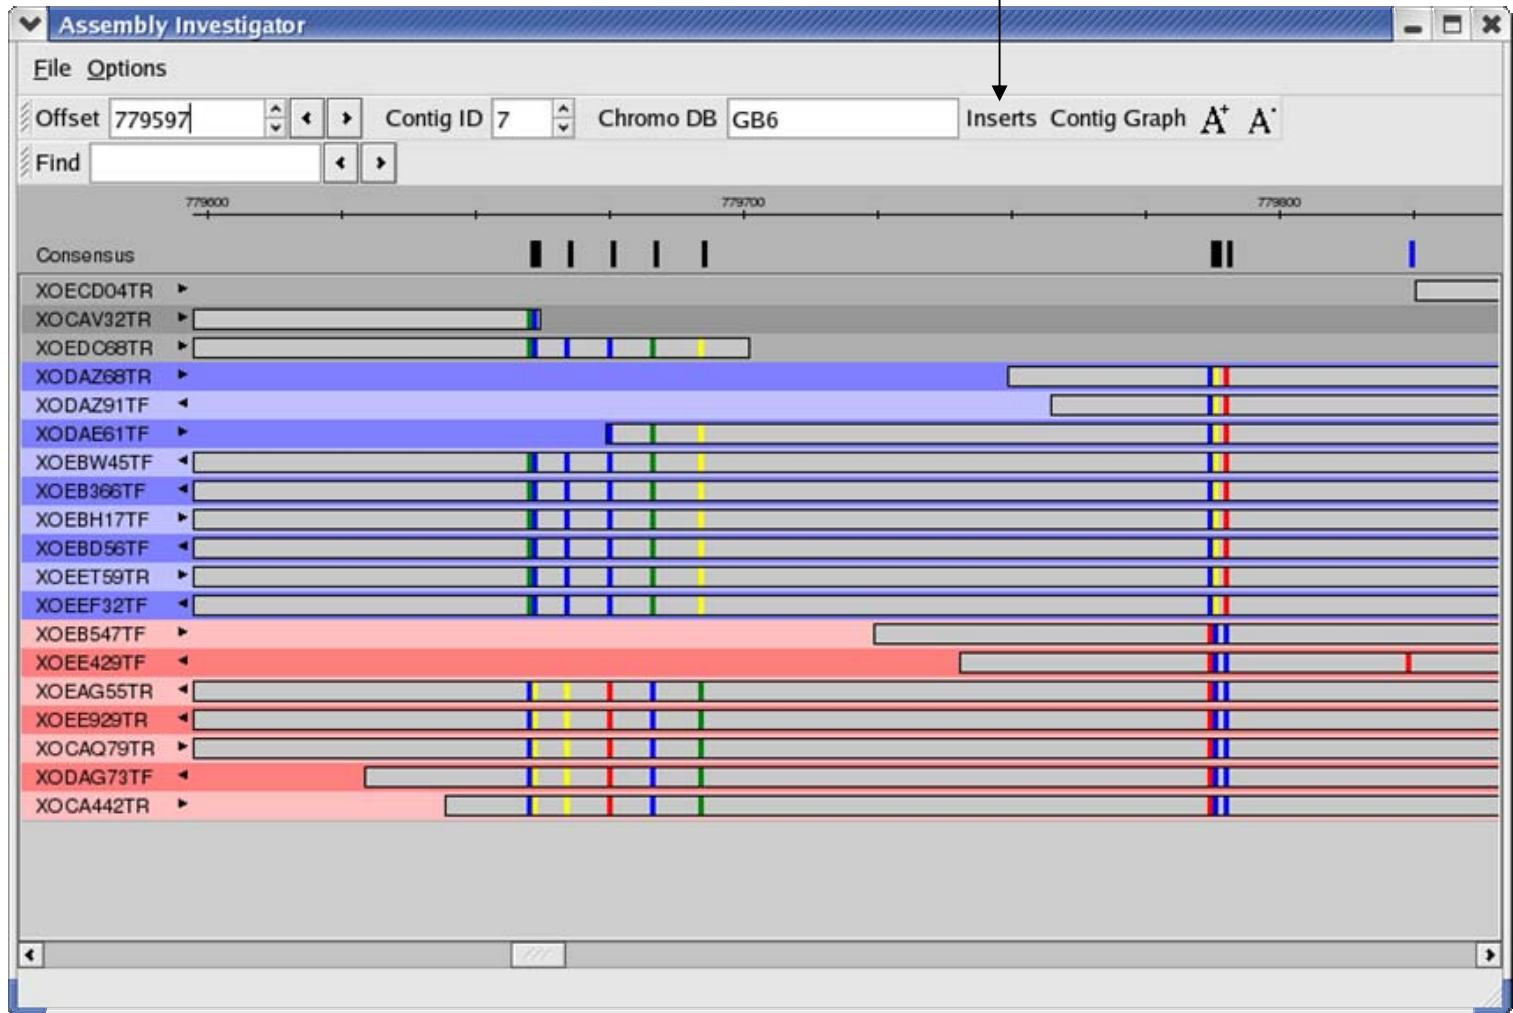 Assembly Investigator
File Options
Offset 779597 Contig ID 7 Chromo DB GB6 Inserts Contig Graph A+ A-
Find
779600 779700 779800
Consensus
XOECD04TR
XOCAV32TR
XOEDC68TR
XODAZ68TR
XODAZ91TF
XODAE61TF
XOEBW45TF
XOEB366TF
XOEBH17TF
XOEBD56TF
XOEET59TR
XOEEF32TF
XOEB547TF
XOEE429TF
XOEAG55TR
XOEE929TR
XOCAQ79TR
XODAG73TF
XOCA442TR